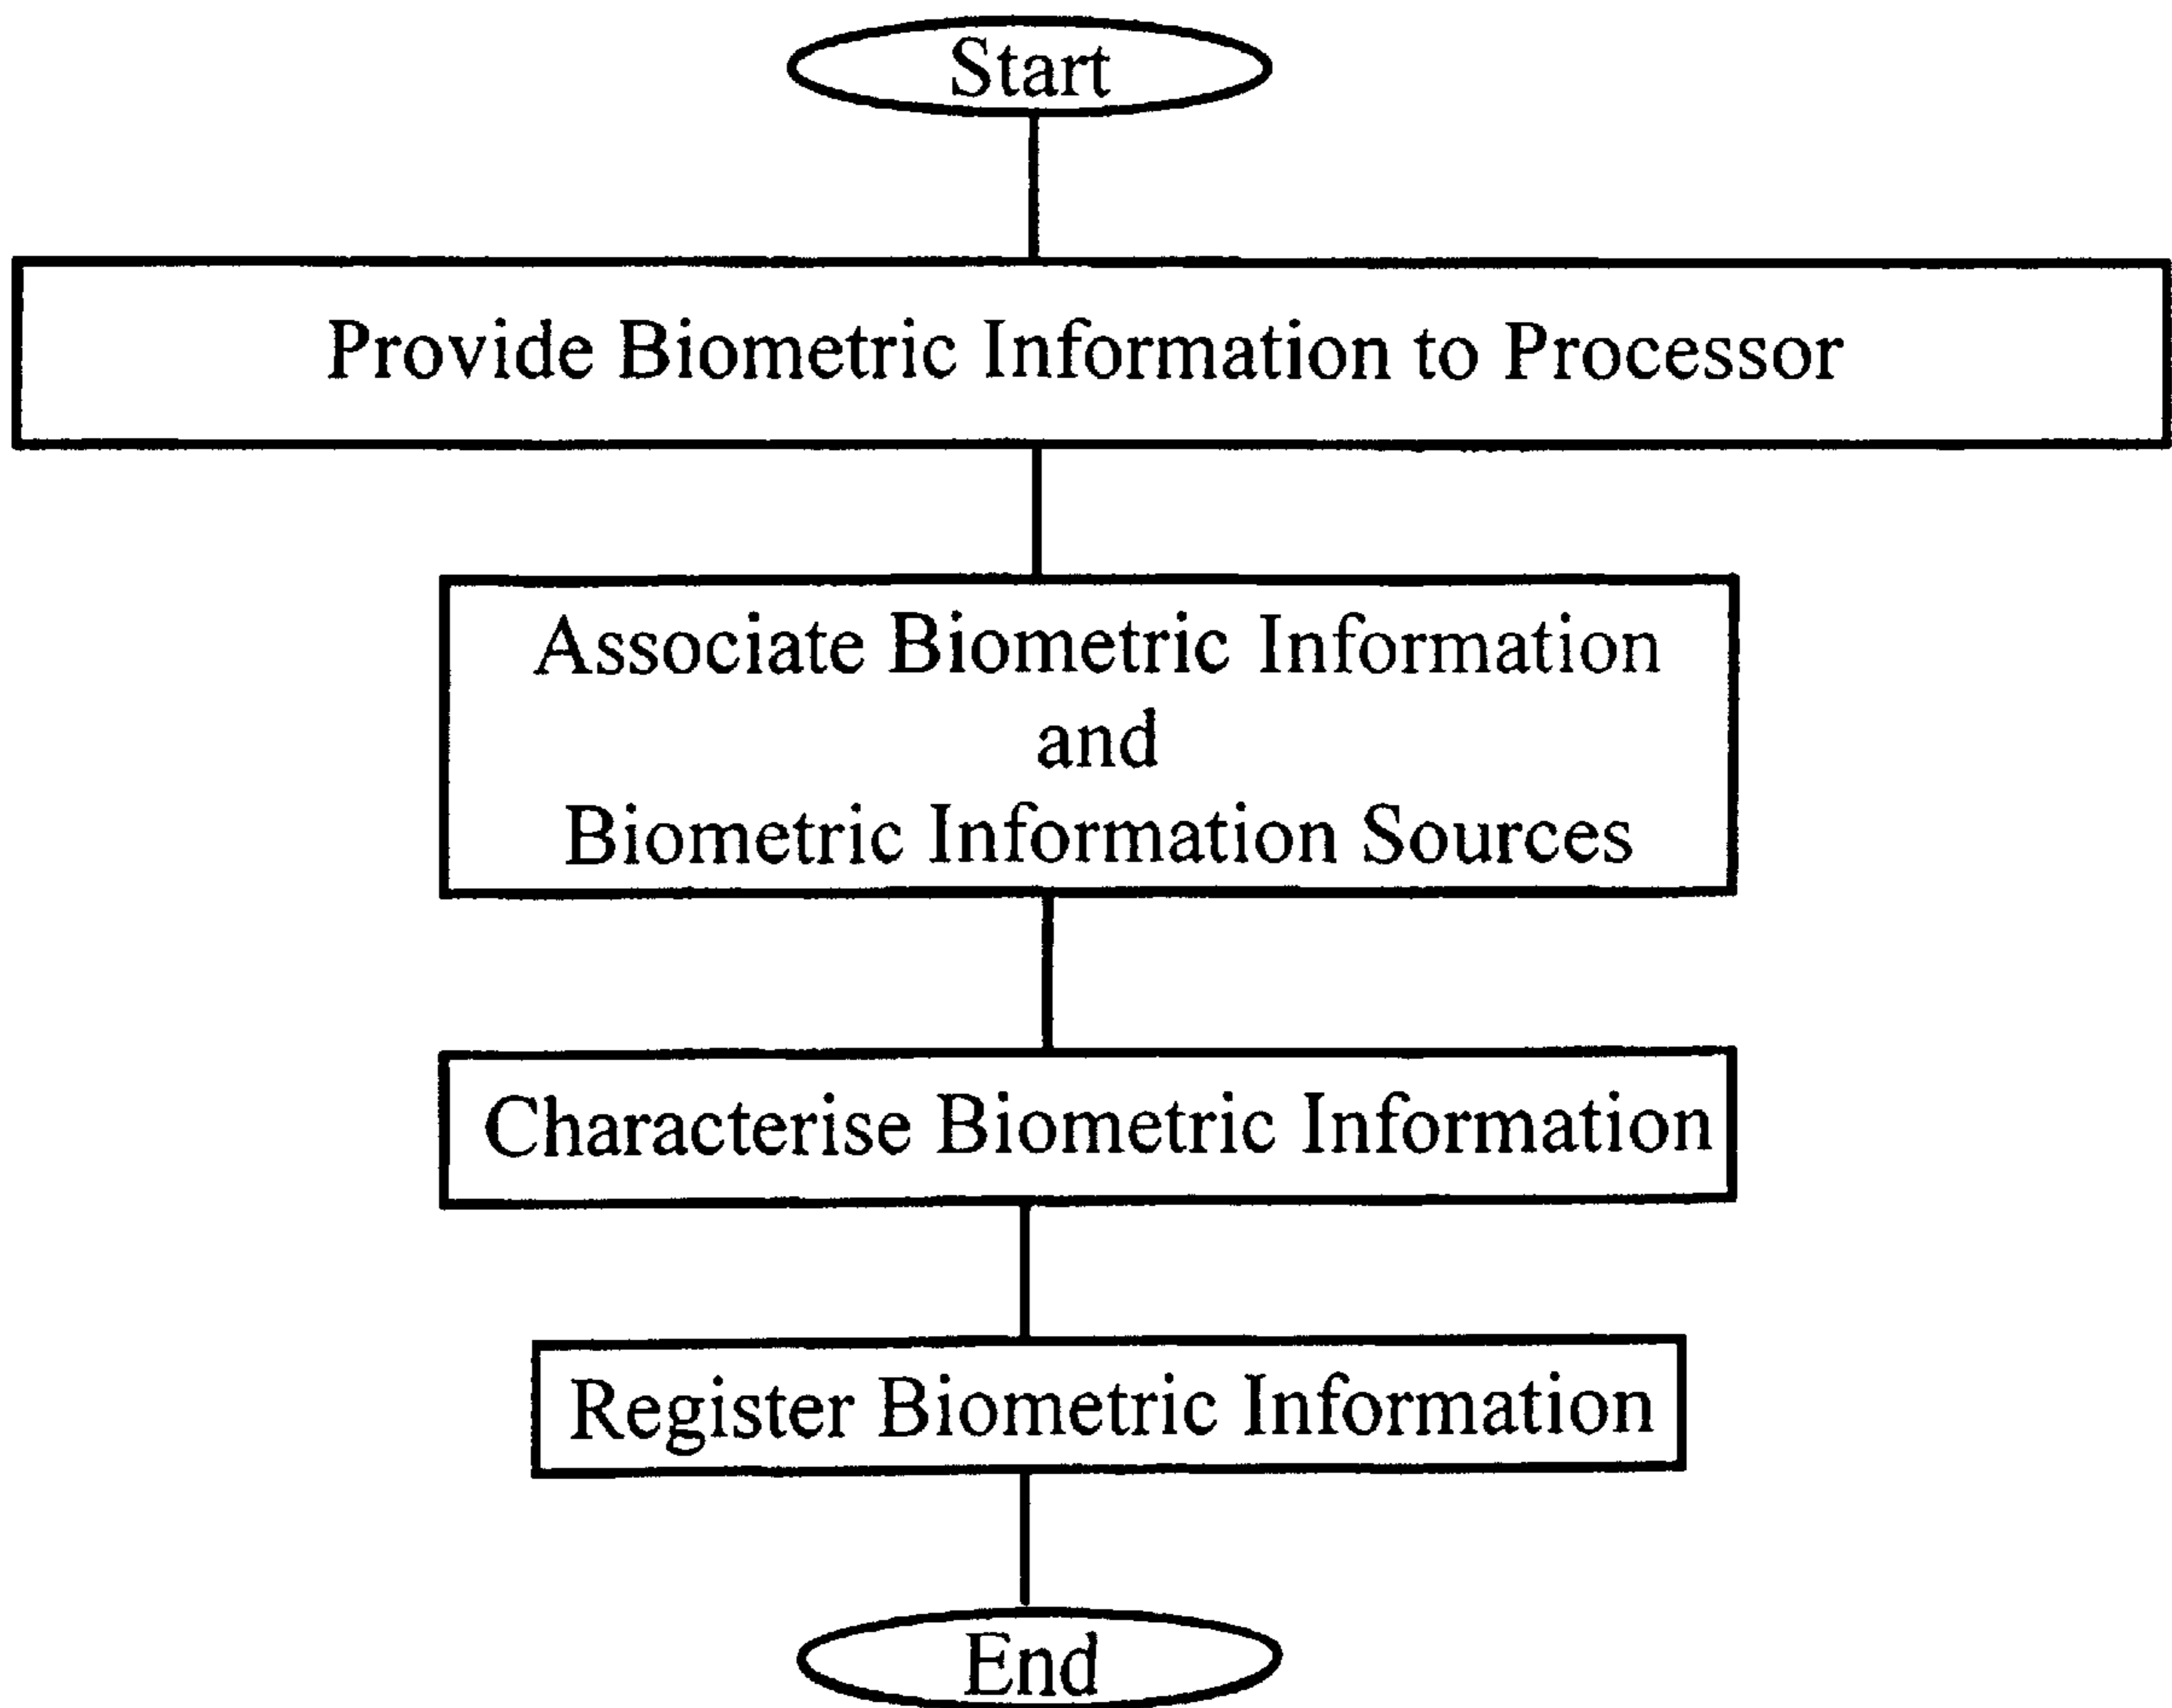 Start
Provide Biometric Information to Processor
Associate Biometric Information
and
Biometric Information Sources
Characterise Biometric Information
Register Biometric Information
End